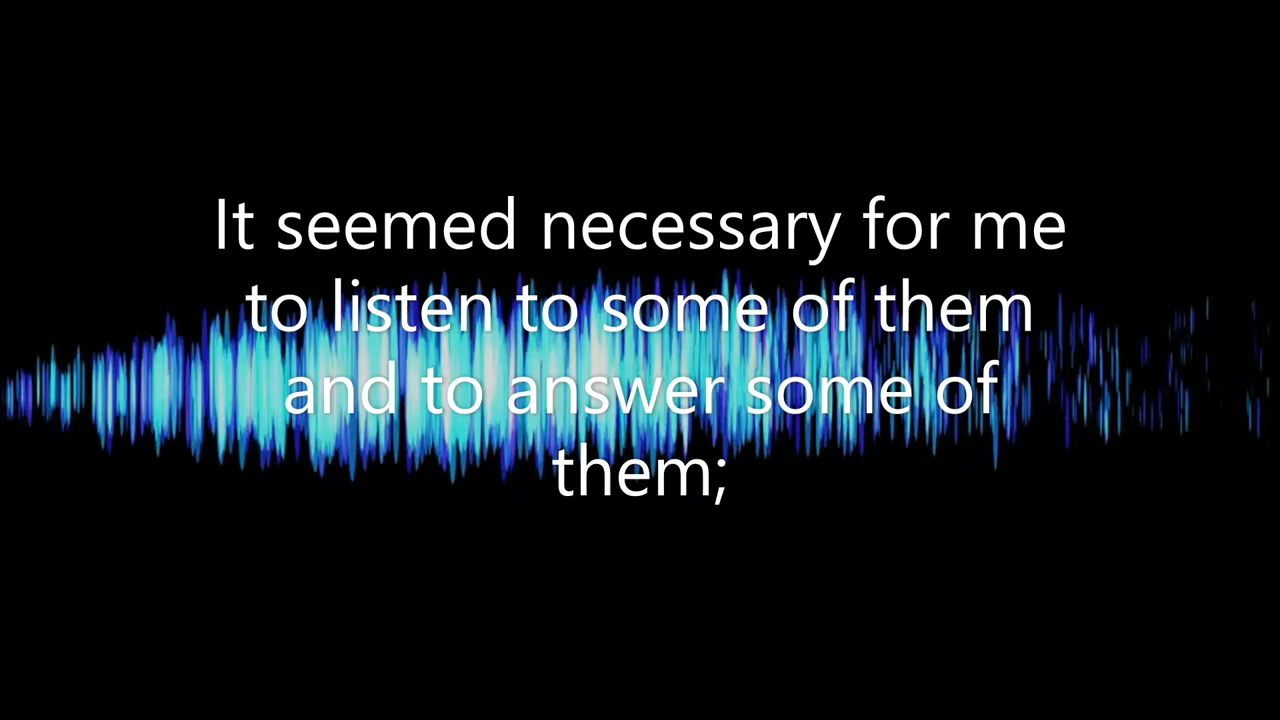 It seemed necessary for me
to listen to some of them
and to answer some of
them;